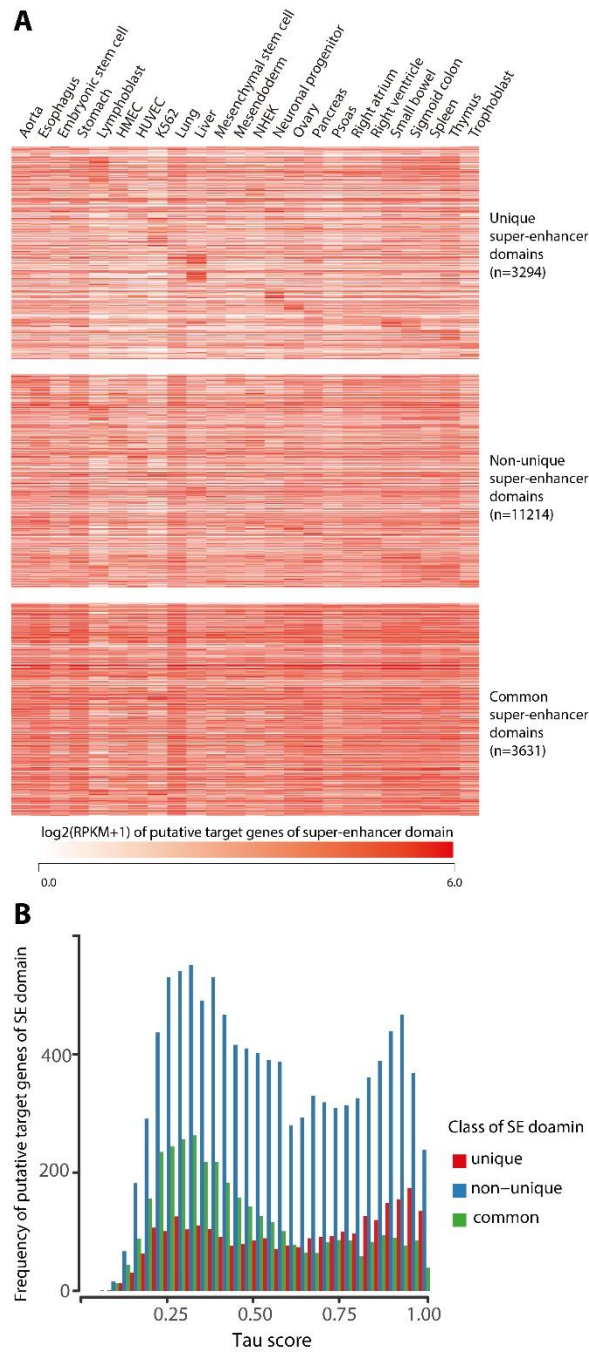 A
Aorta
Esophagus
Embryonic stem cell
Stomach
Lymphoblast
HMEC
HUVEC
K562
Lung
Liver
Mesenchymal stem cell
Mesendoderm
NHEK
Neuronal progenitor
Ovary
Pancreas
Psoas
Right atrium
Right ventricle
Small bowel
Sigmoid colon
Spleen
Thymus
Trophoblast
Unique
super-enhancer
domains
(n=3294)
Non-unique
super-enhancer
domains
(n=11214)
Common
super-enhancer
domains
(n=3631)
log2(RPKM+1) of putative target genes of super-enhancer domain
0.0
6.0
B
Frequency of putative target genes of SE domain
400
200
0
0.25
0.50
0.75
1.00
Tau score
Class of SE doamin
unique
non-unique
common